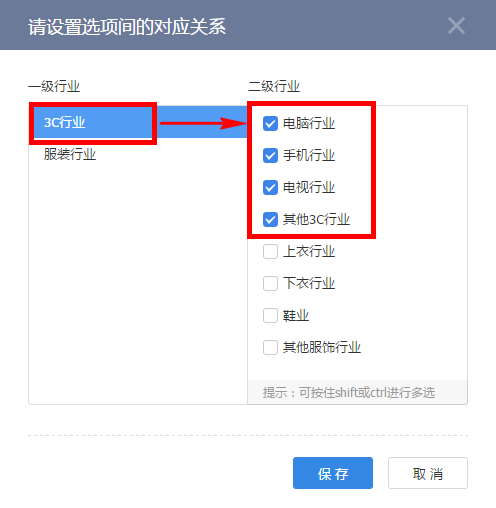 请设置选项间的对应关系
一级行业
二级行业
3C行业
服装行业
电脑行业
手机行业
电视行业
其他3C行业
上衣行业
下衣行业
鞋业
其他服饰行业
提示：可按住shift或ctrl进行多选
保 存
取 消